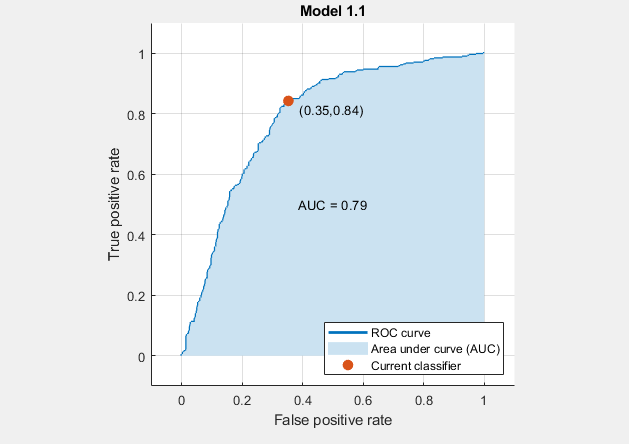 Model 1.1
True positive rate
1
0.8
0.6
0.4
0.2
0
(0.35,0.84)
AUC = 0.79
ROC curve
Area under curve (AUC)
Current classifier
0
0.2
0.4
0.6
0.8
1
False positive rate